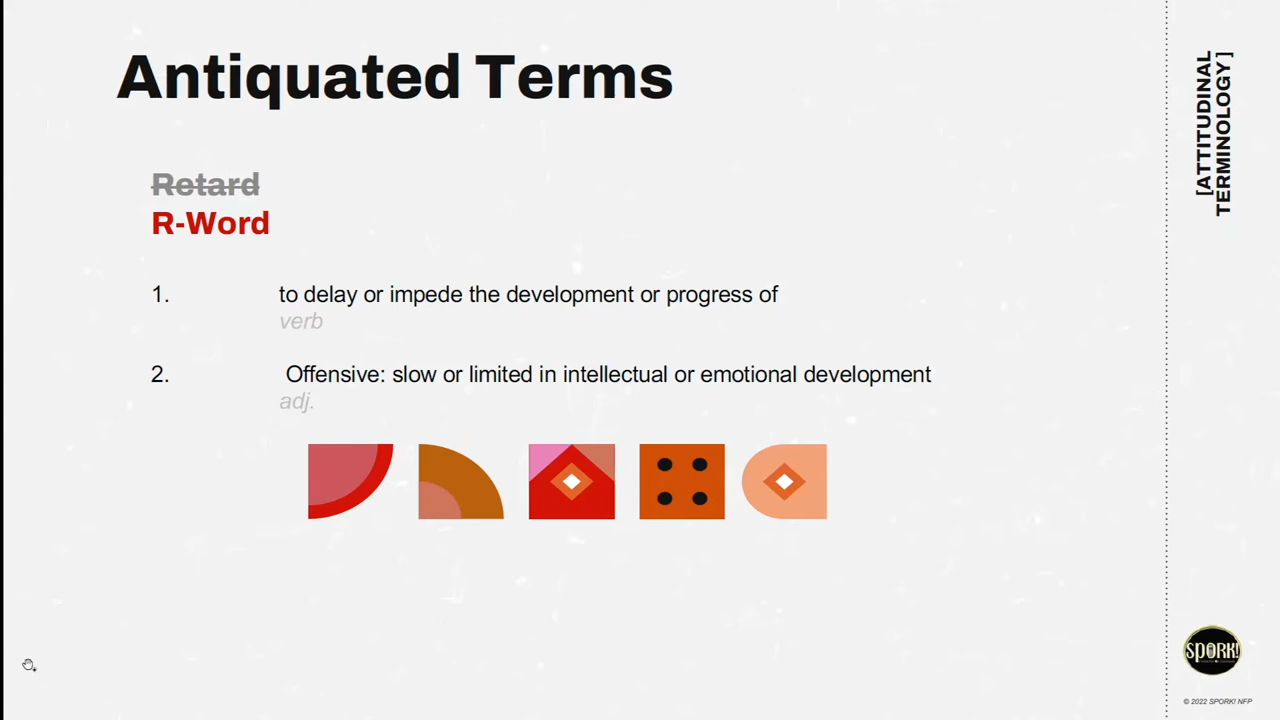 Antiquated Terms
Retard
R-Word
1. to delay or impede the development or progress of
verb
2. Offensive: slow or limited in intellectual or emotional development
adj.
[ATTITUDINAL
TERMINOLOGY]
SPORK!
© 2022 SPORK! NFP